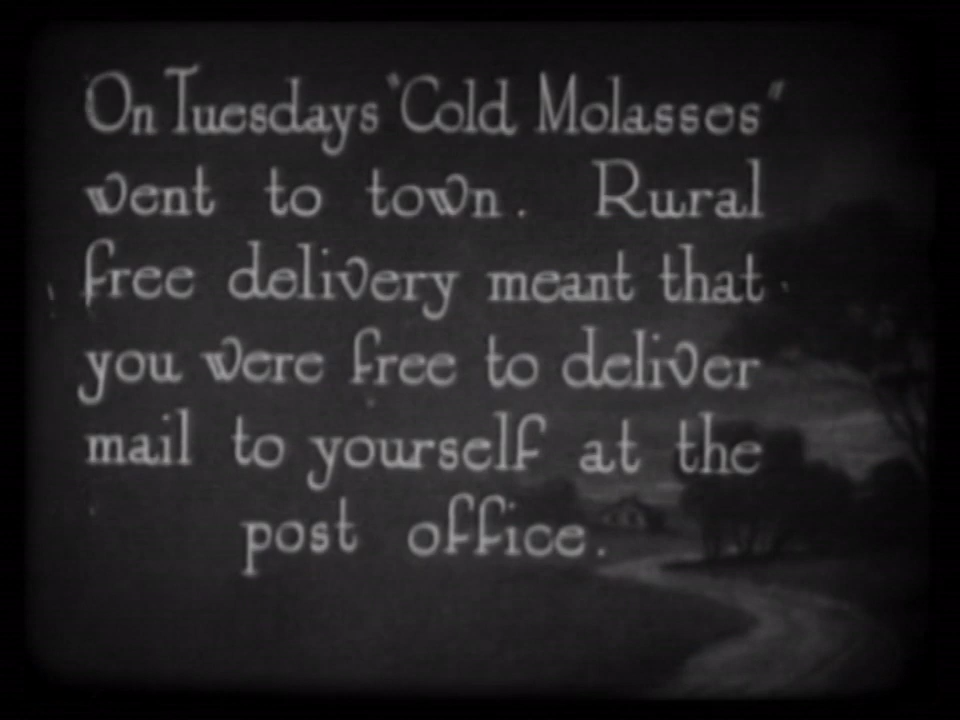 On Tuesdays "Cold Molasses"
went to town. Rural
free delivery meant that
you were free to deliver
mail to yourself at the
post office.